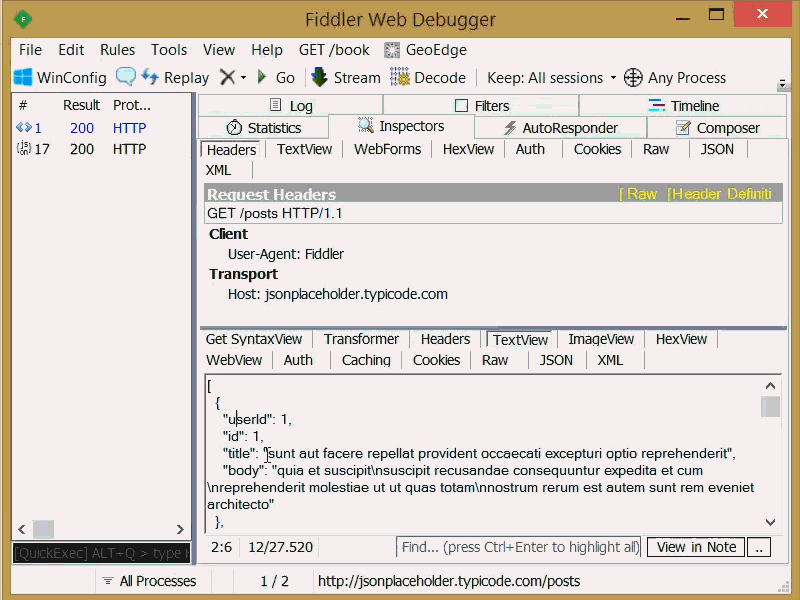 Fiddler Web Debugger
File Edit Rules Tools View Help GET /book GeoEdge
WinConfig Replay Go Stream Decode Keep: All sessions Any Process
# Result Prot...
1 200 HTTP
17 200 HTTP
Log Filters Timeline
Statistics Inspectors AutoResponder Composer
Headers TextView WebForms HexView Auth Cookies Raw JSON
XML
Request Headers [ Raw [Header Definiti
GET /posts HTTP/1.1
Client
User-Agent: Fiddler
Transport
Host: jsonplaceholder.typicode.com
Get SyntaxView Transformer Headers TextView ImageView HexView
WebView Auth Caching Cookies Raw JSON XML
[
{
"userId": 1,
"id": 1,
"title": "sunt aut facere repellat provident occaecati excepturi optio reprehenderit",
"body": "quia et suscipit\nsuscipit recusandae consequuntur expedita et cum
\nreprehenderit molestiae ut ut quas totam\nnostrum rerum est autem sunt rem eveniet
architecto"
},
2:6 12/27.520 Find... (press Ctrl+Enter to highlight all) View in Note ..
[QuickExec] ALT+Q > type
All Processes 1 / 2 http://jsonplaceholder.typicode.com/posts